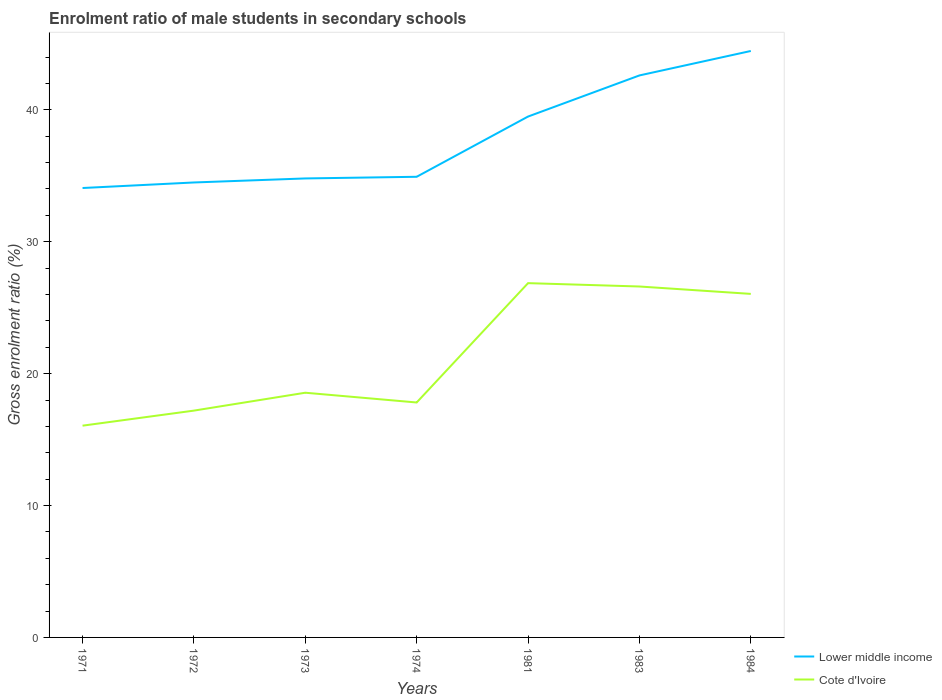 Enrolment ratio of male students in secondary schools
Gross enrolment ratio (%)
40
30
20
10
0
1971
1972
1973
1974
1981
1983
1984
Years
Lower middle income
Cote d'Ivoire